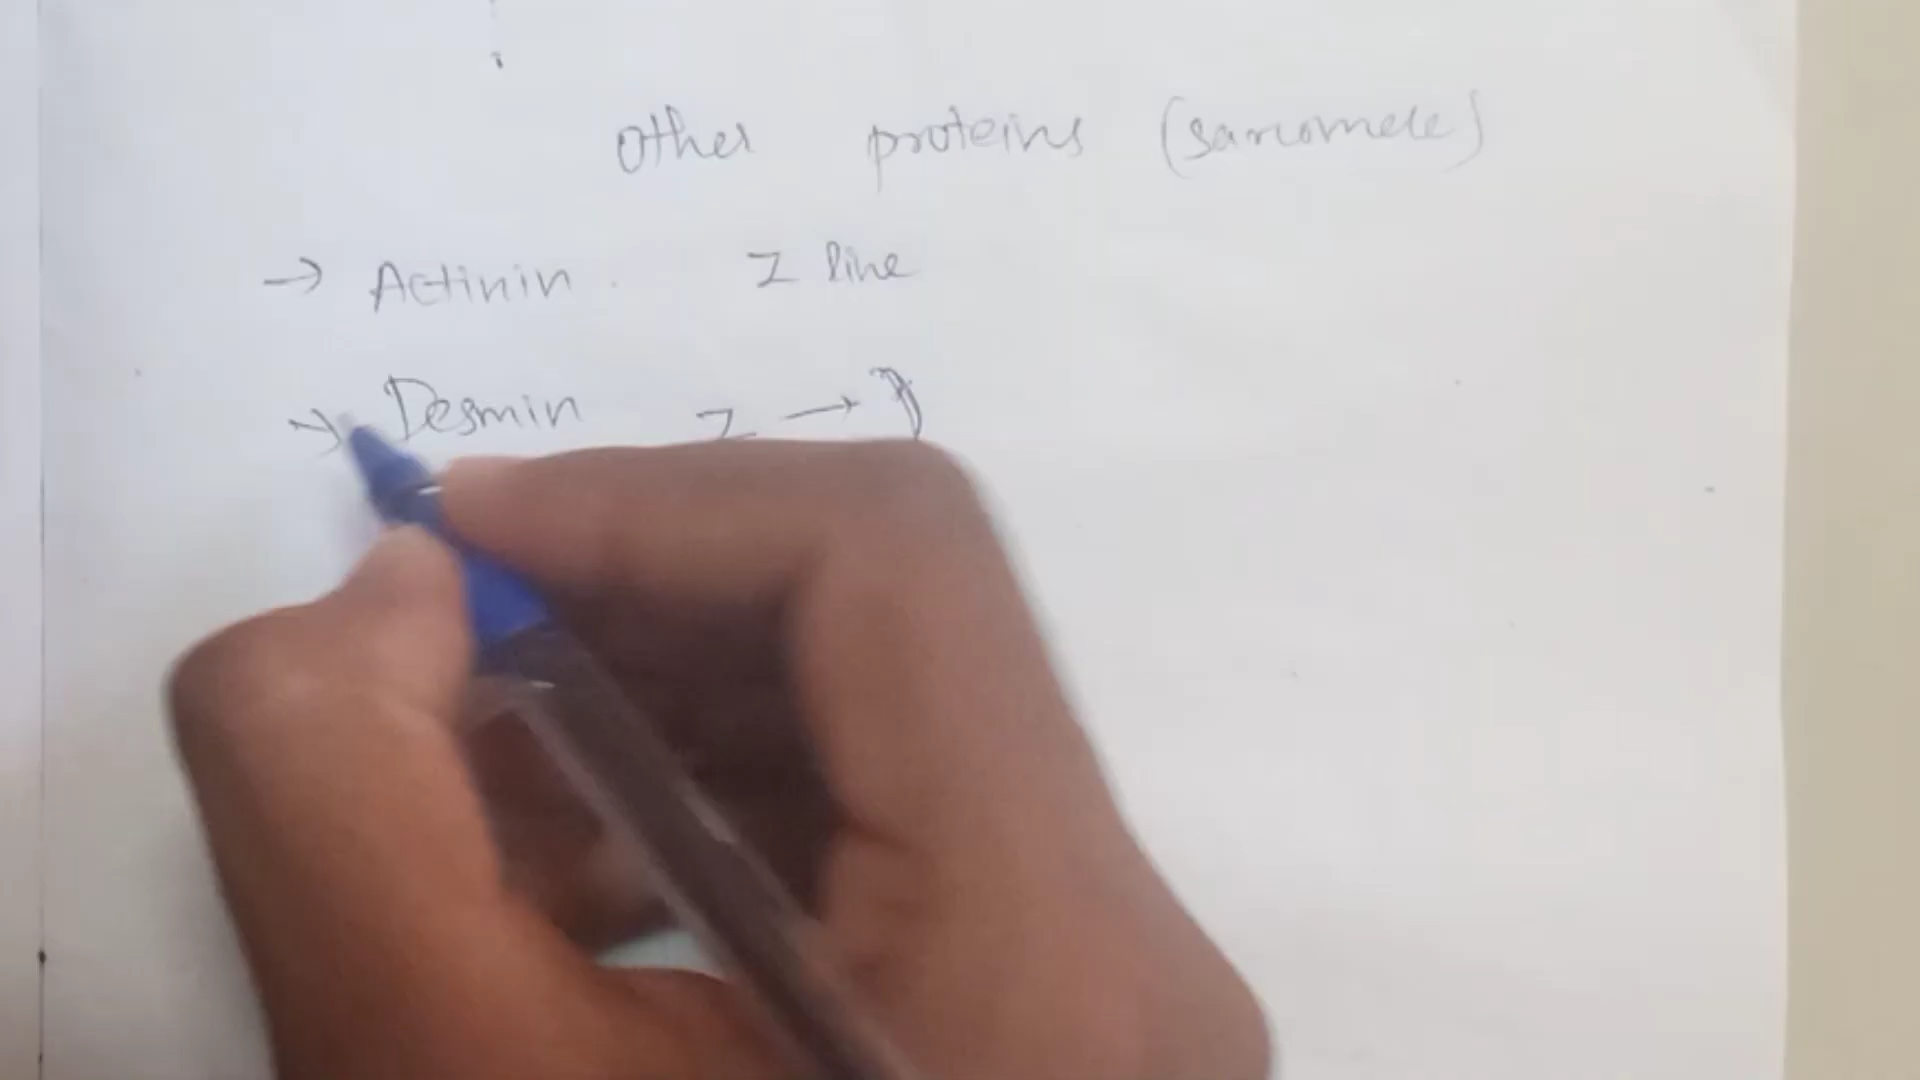 Other proteins (sarcomere)
→ Actinin Z line
→ Desmin Z →